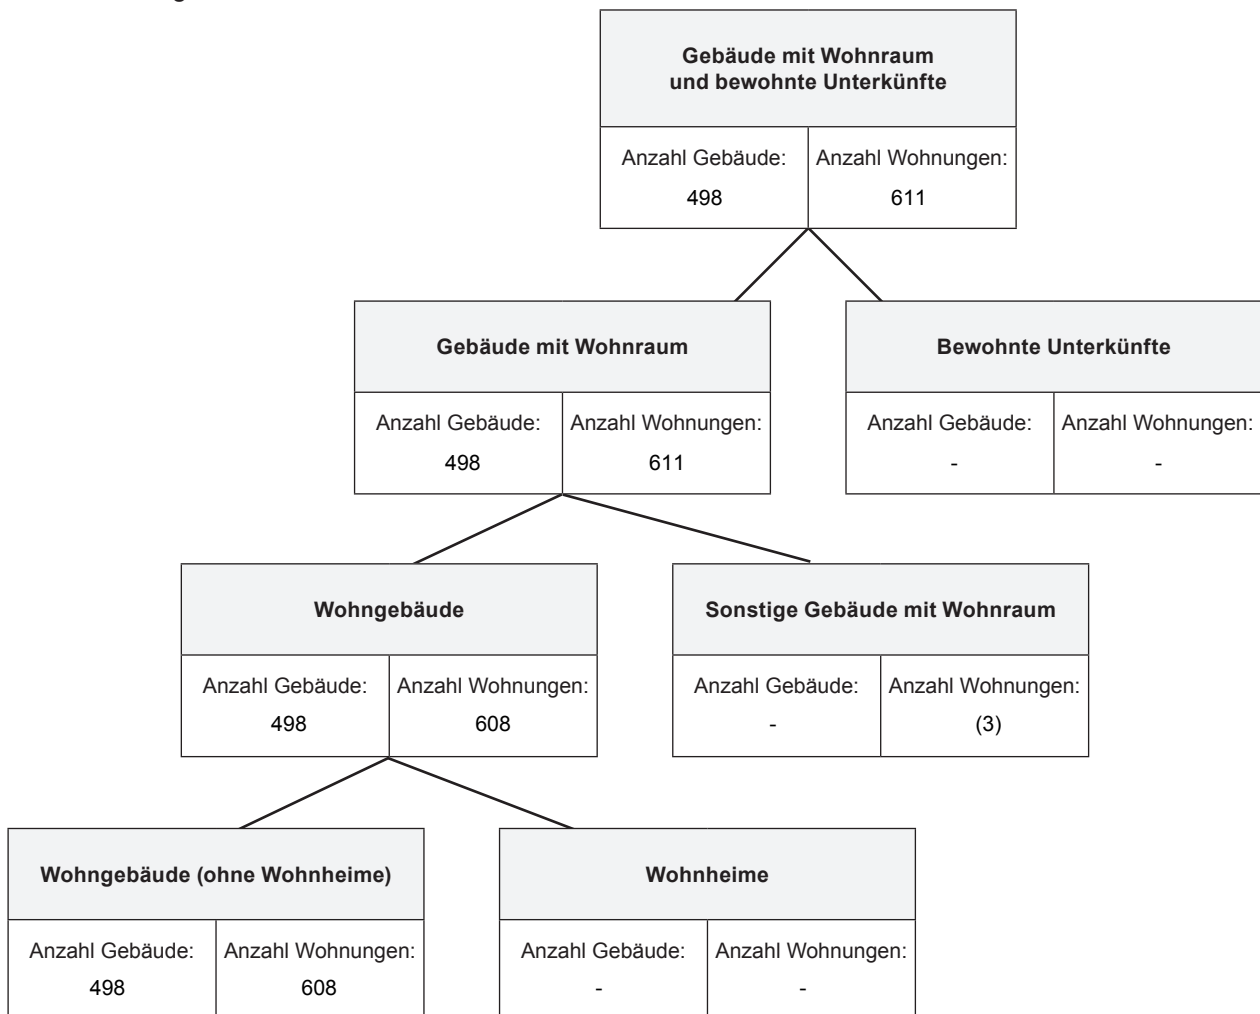 Gebäude mit Wohnraum
und bewohnte Unterkünfte
Anzahl Gebäude: Anzahl Wohnungen:
498 611
Gebäude mit Wohnraum
Anzahl Gebäude: Anzahl Wohnungen:
498 611
Bewohnte Unterkünfte
Anzahl Gebäude: Anzahl Wohnungen:
- -
Wohngebäude
Anzahl Gebäude: Anzahl Wohnungen:
498 608
Sonstige Gebäude mit Wohnraum
Anzahl Gebäude: Anzahl Wohnungen:
- (3)
Wohngebäude (ohne Wohnheime)
Anzahl Gebäude: Anzahl Wohnungen:
498 608
Wohnheime
Anzahl Gebäude: Anzahl Wohnungen:
- -